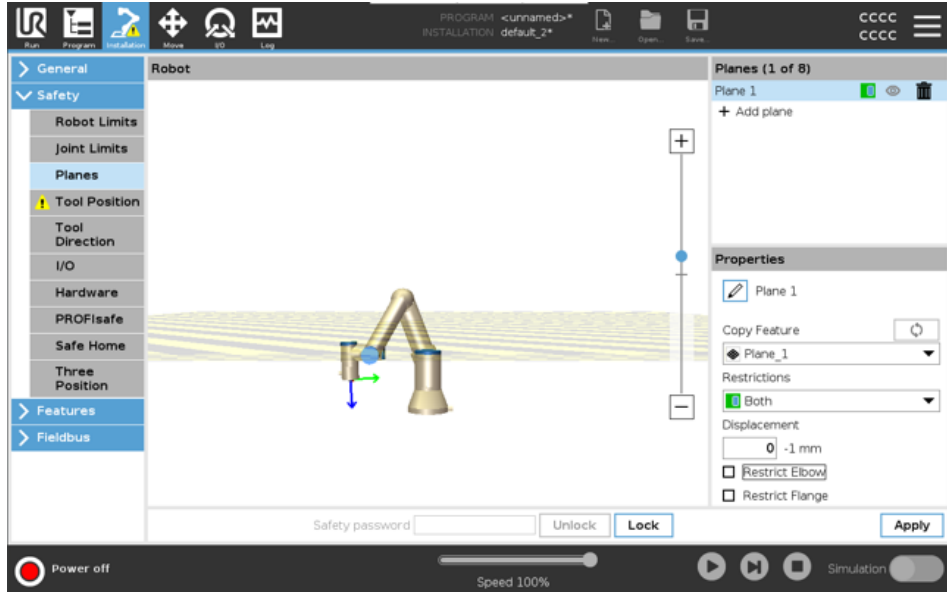 PROGRAM <unnamed>*
INSTALLATION default_2*
CCCC
CCCC
Run Program Installation Move I/O Log New... Open... Save...
General
Safety
Robot Limits
Joint Limits
Planes
Tool Position
Tool
Direction
I/O
Hardware
PROFIsafe
Safe Home
Three
Position
Features
Fieldbus
Robot
Planes (1 of 8)
Plane 1
+ Add plane
Properties
Plane 1
Copy Feature
Plane_1
Restrictions
Both
Displacement
0 -1 mm
Restrict Elbow
Restrict Flange
Safety password Unlock Lock Apply
Power off
Speed 100%
Simulation